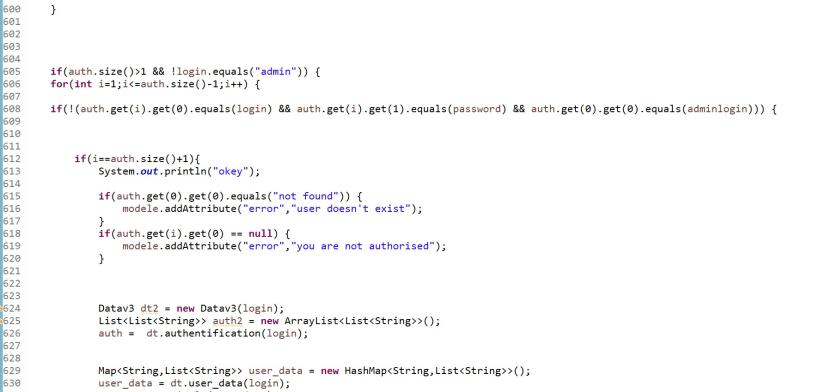 600 }
601
602
603
604
605 if(auth.size()>1 && !login.equals("admin")) {
606 for(int i=1;i<=auth.size()-1;i++) {
607
608 if(!(auth.get(i).get(0).equals(login) && auth.get(i).get(1).equals(password) && auth.get(0).get(0).equals(adminlogin))) {
609
610
611
612 if(i==auth.size()+1){
613 System.out.println("okey");
614
615 if(auth.get(0).get(0).equals("not found")) {
616 modele.addAttribute("error","user doesn't exist");
617 }
618 if(auth.get(i).get(0) == null) {
619 modele.addAttribute("error","you are not authorised");
620 }
621
622
623
624 Datav3 dt2 = new Datav3(login);
625 List<List<String>> auth2 = new ArrayList<List<String>>();
626 auth = dt.authentification(login);
627
628
629 Map<String,List<String>> user_data = new HashMap<String,List<String>>();
630 user_data = dt.user_data(login);